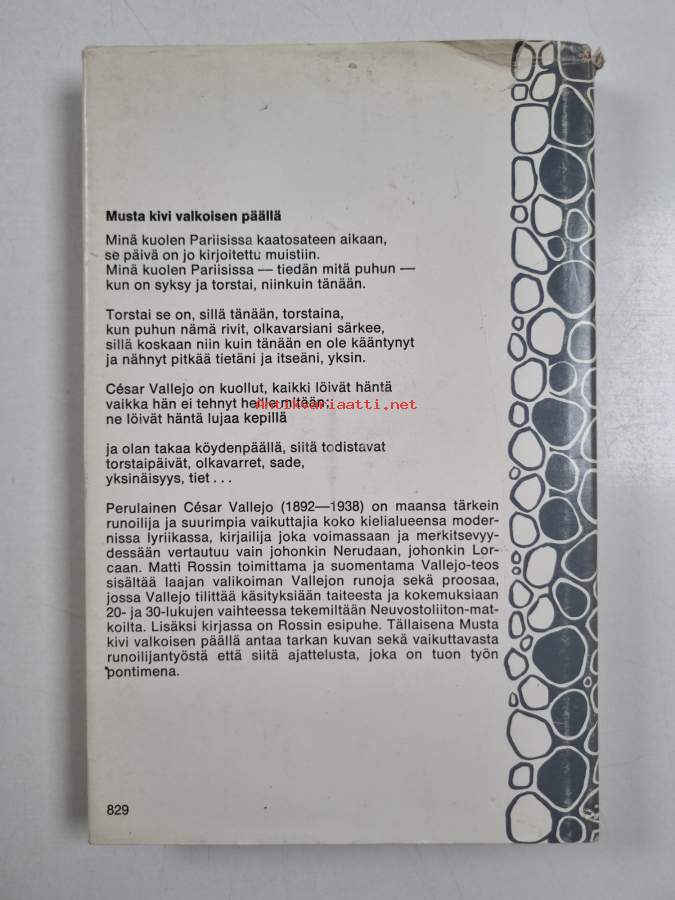 Musta kivi valkoisen päällä
Minä kuolen Pariisissa kaatosateen aikaan,
se päivä on jo kirjoitettu muistiin.
Minä kuolen Pariisissa — tiedän mitä puhun —
kun on syksy ja torstai, niinkuin tänään.
Torstai se on, sillä tänään, torstaina,
kun puhun nämä rivit, olkavarsiani särkee,
sillä koskaan niin kuin tänään en ole kääntynyt
ja nähnyt pitkää tietäni ja itseäni, yksin.
César Vallejo on kuollut, kaikki löivät häntä
vaikka hän ei tehnyt heille mitään;
Antikvariaatti.net
ne löivät häntä lujaa kepillä
ja olan takaa köydenpäällä, siitä todistavat
torstaipäivät, olkavarret, sade,
yksinäisyys, tiet . . .
Perulainen César Vallejo (1892—1938) on maansa tärkein
runoilija ja suurimpia vaikuttajia koko kielialueensa moder-
nissa lyriikassa, kirjailija joka voimassaan ja merkitsevyy-
dessään vertautuu vain johonkin Nerudaan, johonkin Lor-
caan. Matti Rossin toimittama ja suomentama Vallejo-teos
sisältää laajan valikoiman Vallejon runoja sekä proosaa,
jossa Vallejo tilittää käsityksiään taiteesta ja kokemuksiaan
20- ja 30-lukujen vaihteessa tekemiltään Neuvostoliiton-mat-
koilta. Lisäksi kirjassa on Rossin esipuhe. Tällaisena Musta
kivi valkoisen päällä antaa tarkan kuvan sekä vaikuttavasta
runoilijantyöstä että siitä ajattelusta, joka on tuon työn
pontimena.
829